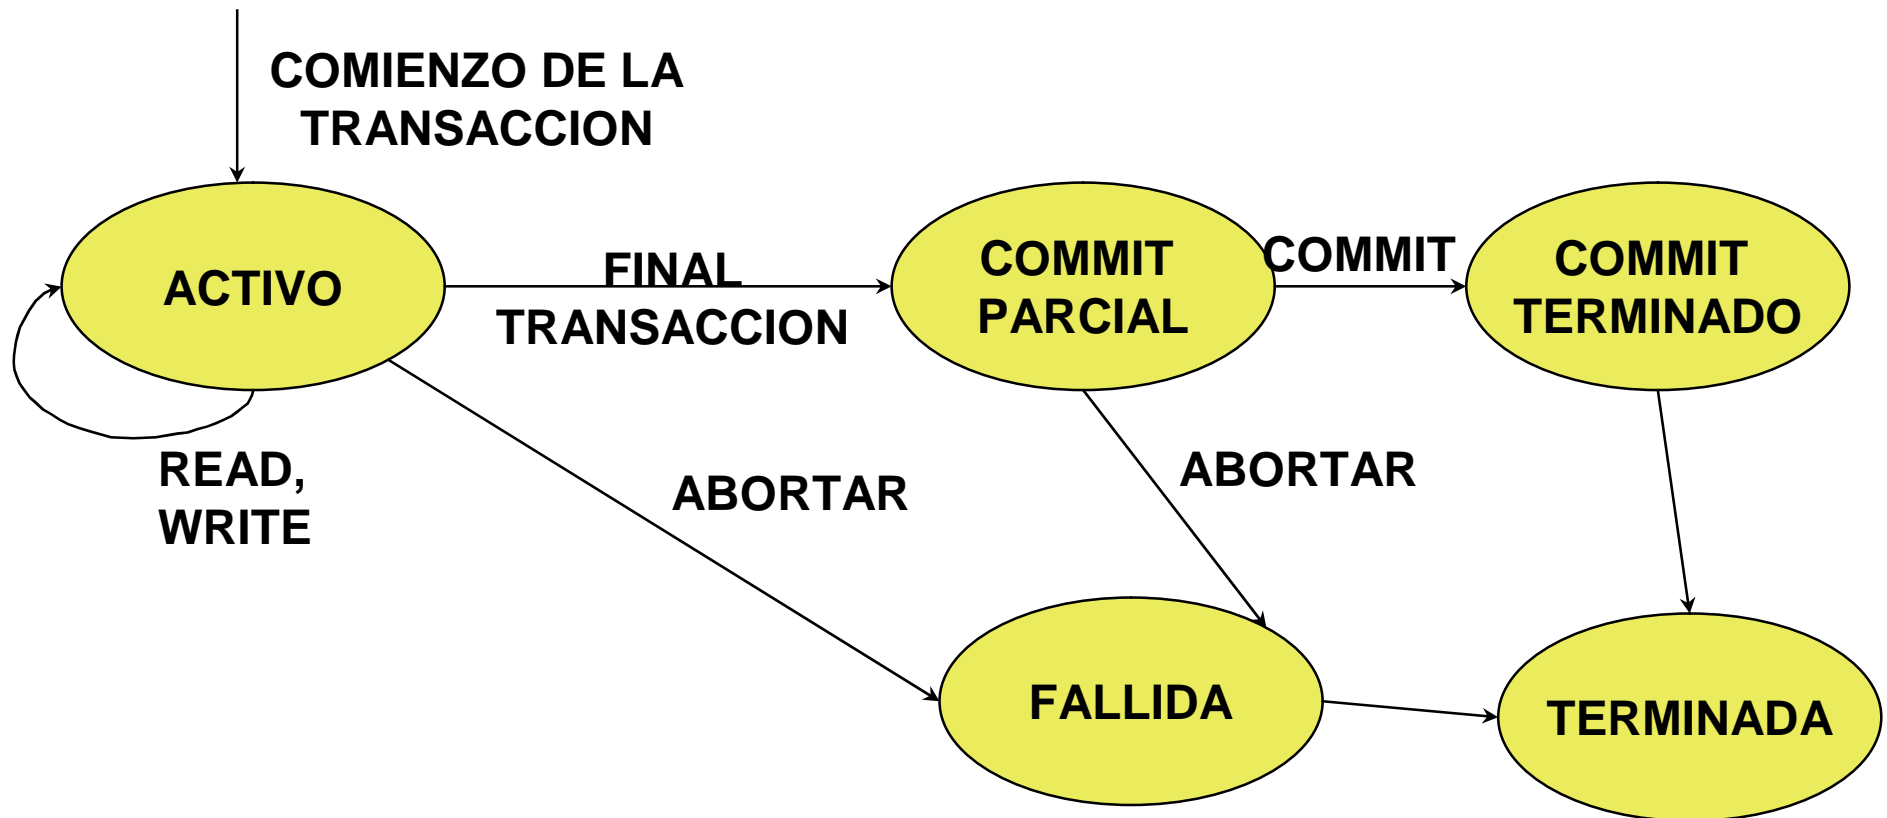 COMIENZO DE LA
TRANSACCION
ACTIVO
FINAL
TRANSACCION
COMMIT
PARCIAL
COMMIT
COMMIT
TERMINADO
READ,
WRITE
ABORTAR
ABORTAR
FALLIDA
TERMINADA